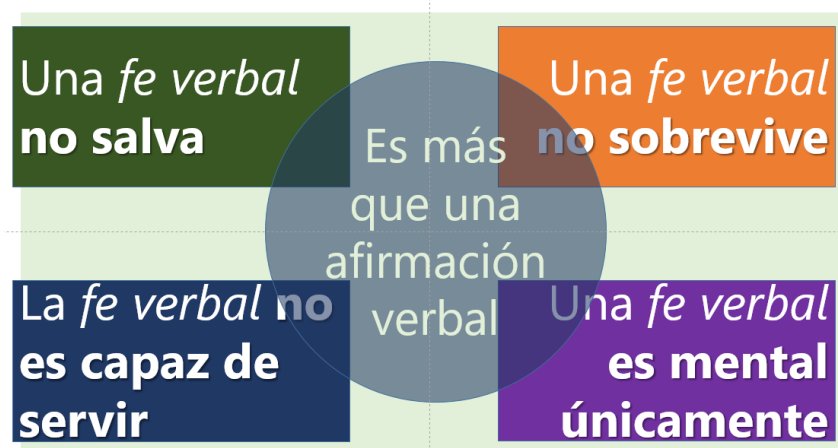 Una fe verbal
no salva
Una fe verbal
no sobrevive
Es más
que una
afirmación
verbal
La fe verbal no
es capaz de
servir
Una fe verbal
es mental
únicamente